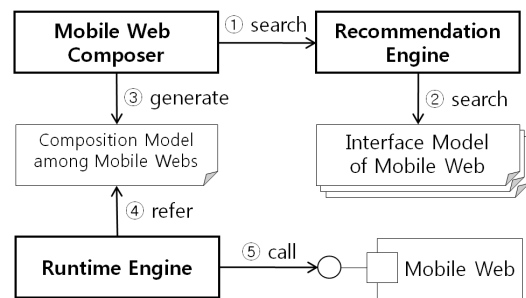 Mobile Web
Composer
① search
Recommendation
Engine
③ generate
② search
Composition Model
among Mobile Webs
Interface Model
of Mobile Web
④ refer
Runtime Engine
⑤ call
Mobile Web